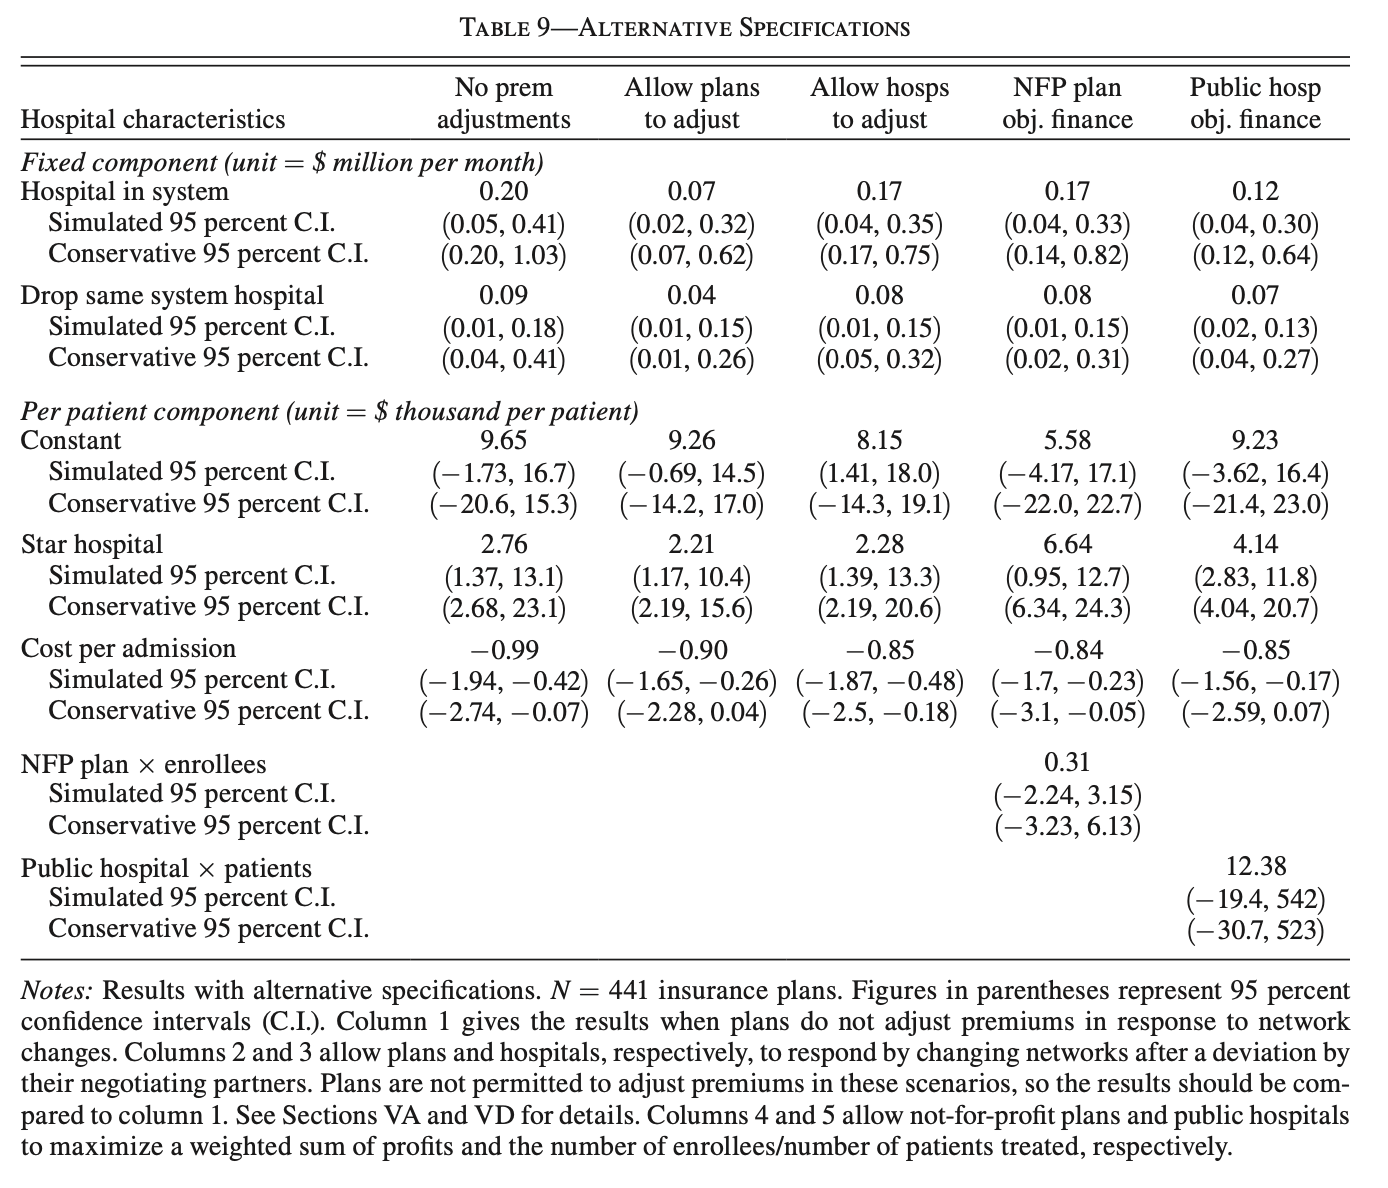 TABLE 9—ALTERNATIVE SPECIFICATIONS
Hospital characteristics No prem adjustments Allow plans to adjust Allow hosps to adjust NFP plan obj. finance Public hosp obj. finance
Fixed component (unit = $ million per month)
Hospital in system 0.20 0.07 0.17 0.17 0.12
Simulated 95 percent C.I. (0.05, 0.41) (0.02, 0.32) (0.04, 0.35) (0.04, 0.33) (0.04, 0.30)
Conservative 95 percent C.I. (0.20, 1.03) (0.07, 0.62) (0.17, 0.75) (0.14, 0.82) (0.12, 0.64)
Drop same system hospital 0.09 0.04 0.08 0.08 0.07
Simulated 95 percent C.I. (0.01, 0.18) (0.01, 0.15) (0.01, 0.15) (0.01, 0.15) (0.02, 0.13)
Conservative 95 percent C.I. (0.04, 0.41) (0.01, 0.26) (0.05, 0.32) (0.02, 0.31) (0.04, 0.27)
Per patient component (unit = $ thousand per patient)
Constant 9.65 9.26 8.15 5.58 9.23
Simulated 95 percent C.I. (−1.73, 16.7) (−0.69, 14.5) (1.41, 18.0) (−4.17, 17.1) (−3.62, 16.4)
Conservative 95 percent C.I. (−20.6, 15.3) (−14.2, 17.0) (−14.3, 19.1) (−22.0, 22.7) (−21.4, 23.0)
Star hospital 2.76 2.21 2.28 6.64 4.14
Simulated 95 percent C.I. (1.37, 13.1) (1.17, 10.4) (1.39, 13.3) (0.95, 12.7) (2.83, 11.8)
Conservative 95 percent C.I. (2.68, 23.1) (2.19, 15.6) (2.19, 20.6) (6.34, 24.3) (4.04, 20.7)
Cost per admission −0.99 −0.90 −0.85 −0.84 −0.85
Simulated 95 percent C.I. (−1.94, −0.42) (−1.65, −0.26) (−1.87, −0.48) (−1.7, −0.23) (−1.56, −0.17)
Conservative 95 percent C.I. (−2.74, −0.07) (−2.28, 0.04) (−2.5, −0.18) (−3.1, −0.05) (−2.59, 0.07)
NFP plan × enrollees 0.31
Simulated 95 percent C.I. (−2.24, 3.15)
Conservative 95 percent C.I. (−3.23, 6.13)
Public hospital × patients 12.38
Simulated 95 percent C.I. (−19.4, 542)
Conservative 95 percent C.I. (−30.7, 523)
Notes: Results with alternative specifications. N = 441 insurance plans. Figures in parentheses represent 95 percent
confidence intervals (C.I.). Column 1 gives the results when plans do not adjust premiums in response to network
changes. Columns 2 and 3 allow plans and hospitals, respectively, to respond by changing networks after a deviation by
their negotiating partners. Plans are not permitted to adjust premiums in these scenarios, so the results should be com-
pared to column 1. See Sections VA and VD for details. Columns 4 and 5 allow not-for-profit plans and public hospitals
to maximize a weighted sum of profits and the number of enrollees/number of patients treated, respectively.